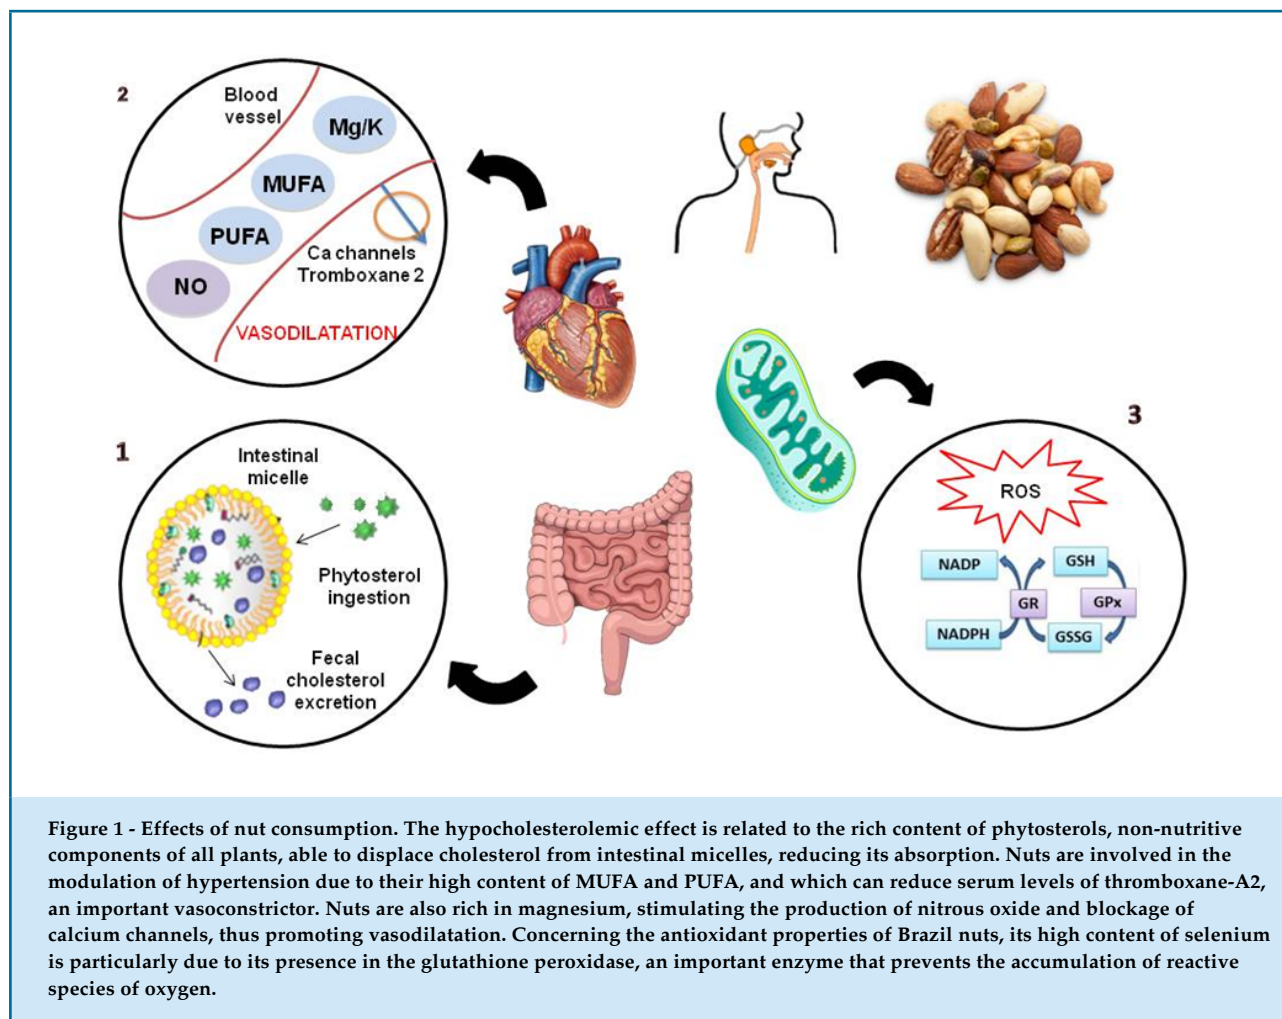 2
Blood
vessel
Mg/K
MUFA
PUFA
NO
Ca channels
Tromboxane 2
VASODILATATION
1
Intestinal
micelle
Phytosterol
ingestion
Fecal
cholesterol
excretion
3
ROS
NADP
GSH
GR
GPx
NADPH
GSSG
Figure 1 - Effects of nut consumption. The hypocholesterolemic effect is related to the rich content of phytosterols, non-nutritive
components of all plants, able to displace cholesterol from intestinal micelles, reducing its absorption. Nuts are involved in the
modulation of hypertension due to their high content of MUFA and PUFA, and which can reduce serum levels of thromboxane-A2,
an important vasoconstrictor. Nuts are also rich in magnesium, stimulating the production of nitrous oxide and blockage of
calcium channels, thus promoting vasodilatation. Concerning the antioxidant properties of Brazil nuts, its high content of selenium
is particularly due to its presence in the glutathione peroxidase, an important enzyme that prevents the accumulation of reactive
species of oxygen.